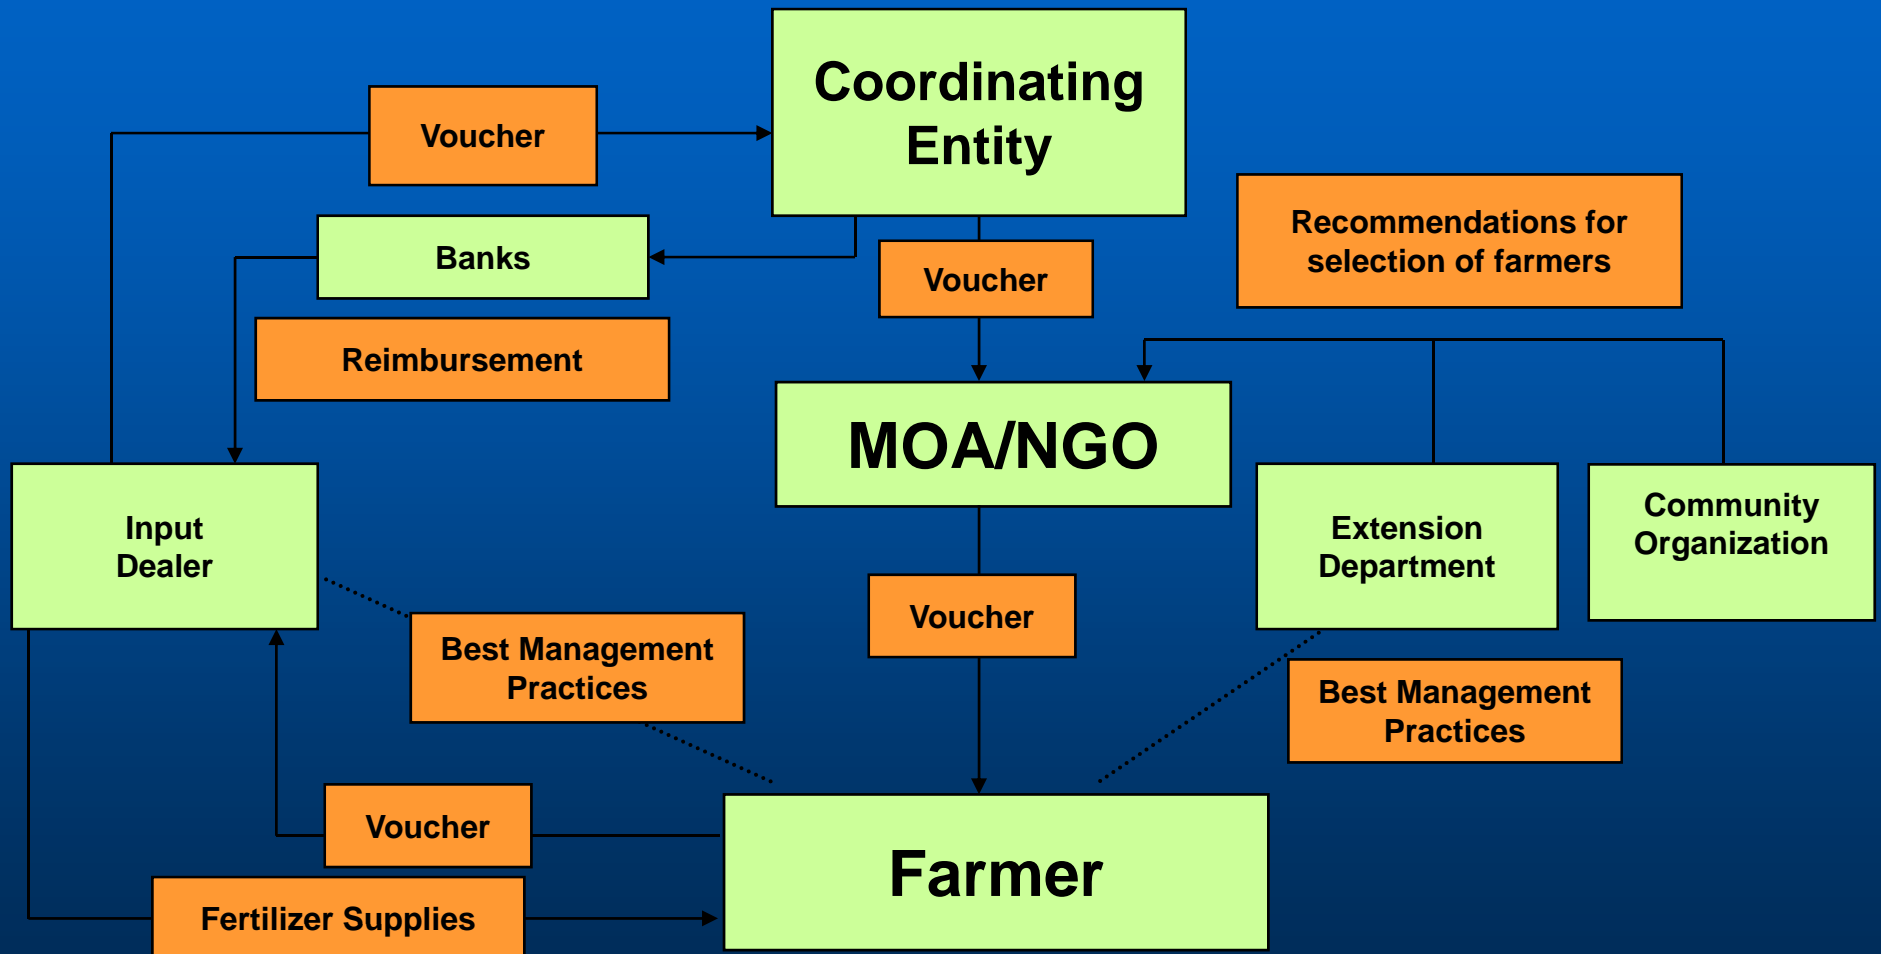 Coordinating
Entity
Voucher
Recommendations for
selection of farmers
Banks
Voucher
Reimbursement
MOA/NGO
Input
Dealer
Extension
Department
Community
Organization
Voucher
Best Management
Practices
Best Management
Practices
Voucher
Farmer
Fertilizer Supplies